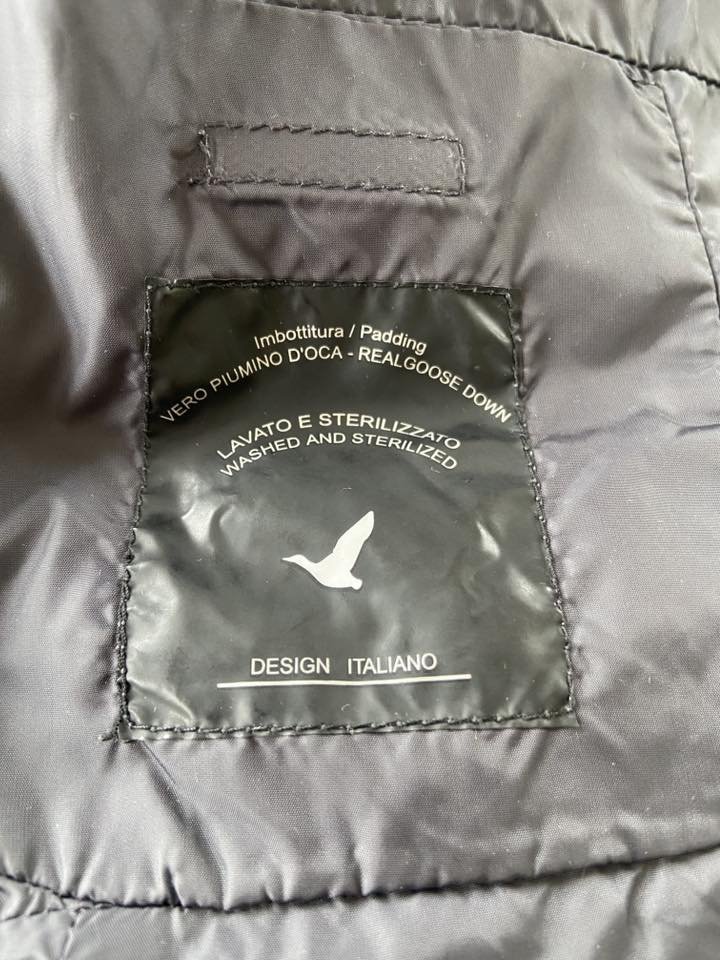 Imbottitura / Padding
VERO PIUMINO D'OCA - REALGOOSE DOWN
LAVATO E STERILIZZATO
WASHED AND STERILIZED
DESIGN ITALIANO